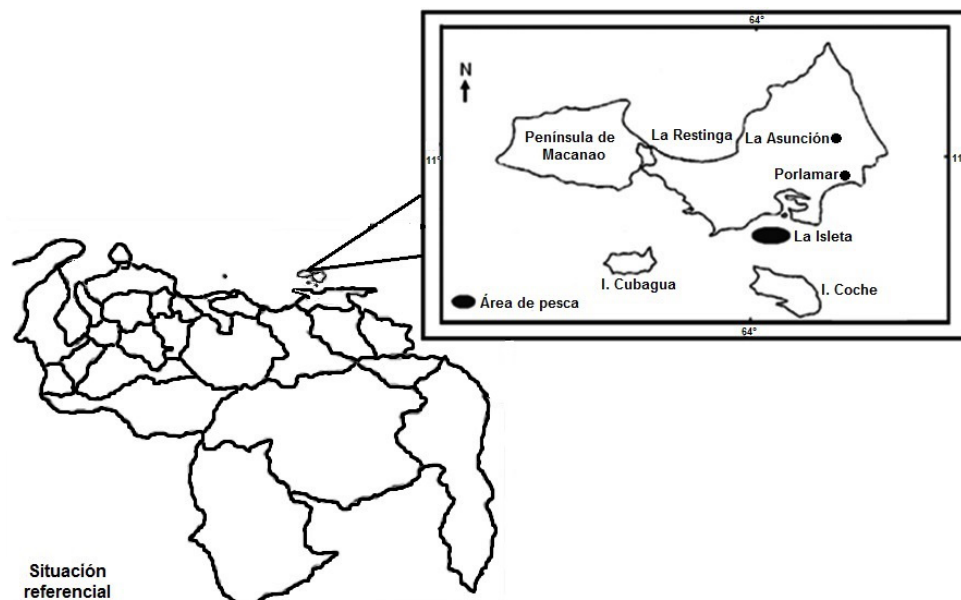 64°
N
Península de
Macanao
La Restinga
La Asunción
11°
11
Porlamar
La Isleta
I. Cubagua
I. Coche
Área de pesca
64°
Situación
referencial